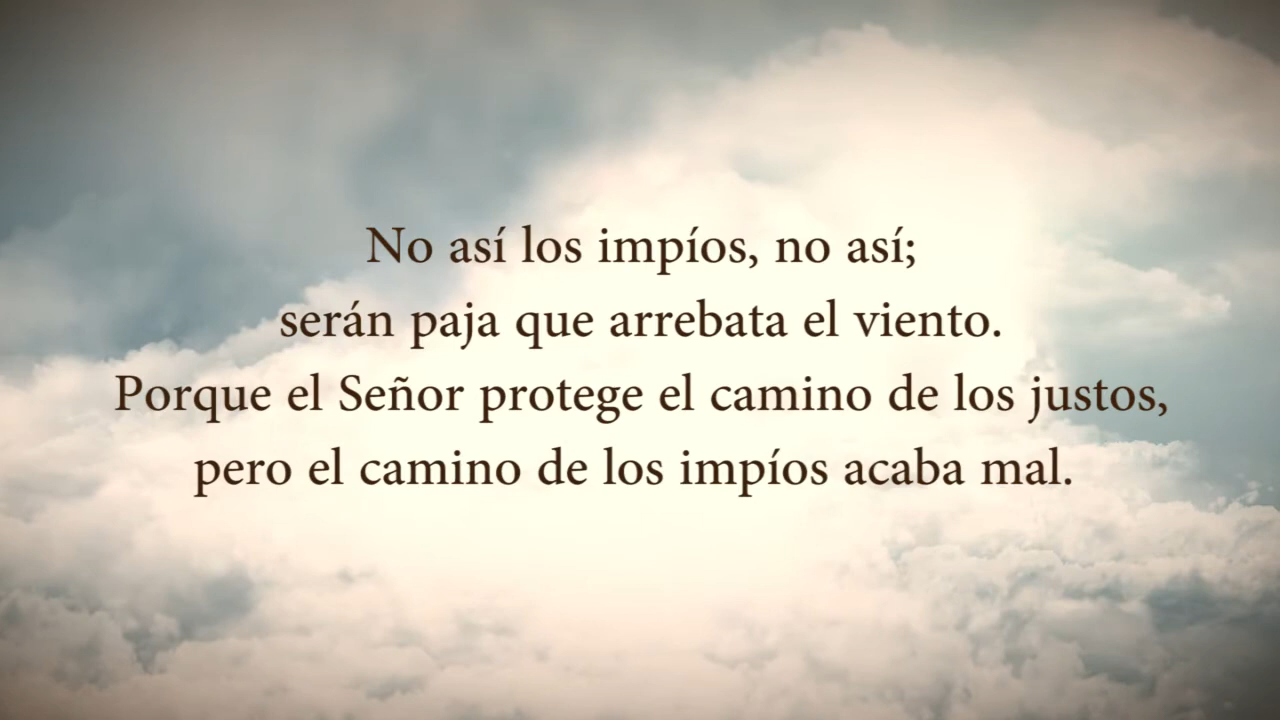 No así los impíos, no así;
serán paja que arrebata el viento.
Porque el Señor protege el camino de los justos,
pero el camino de los impíos acaba mal.